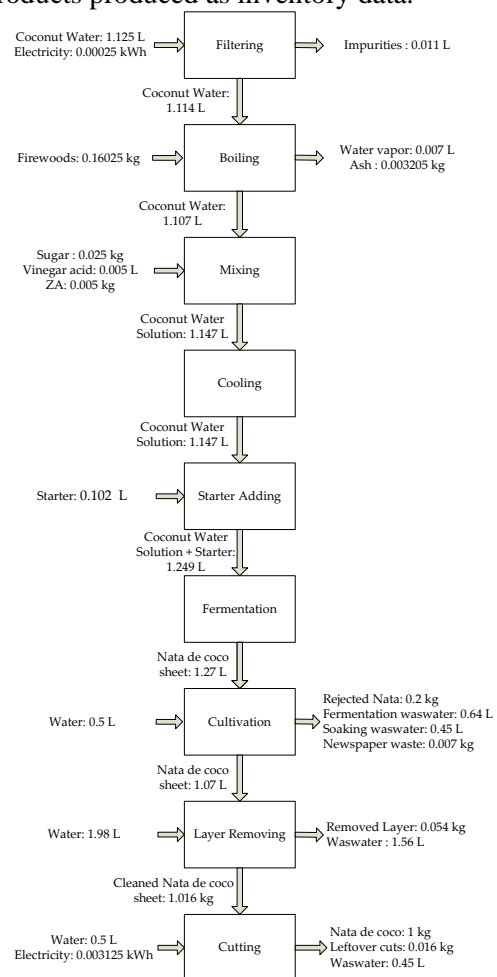 roducts produced as inventory data.
Coconut Water: 1.125 L
Electricity: 0.00025 kWh
Filtering
Impurities : 0.011 L
Coconut Water:
1.114 L
Firewoods: 0.16025 kg
Boiling
Water vapor: 0.007 L
Ash : 0.003205 kg
Coconut Water:
1.107 L
Sugar : 0.025 kg
Vinegar acid: 0.005 L
ZA: 0.005 kg
Mixing
Coconut Water
Solution: 1.147 L
Cooling
Coconut Water
Solution: 1.147 L
Starter: 0.102 L
Starter Adding
Coconut Water
Solution + Starter:
1.249 L
Fermentation
Nata de coco
sheet: 1.27 L
Water: 0.5 L
Cultivation
Rejected Nata: 0.2 kg
Fermentation waswater: 0.64 L
Soaking waswater: 0.45 L
Newspaper waste: 0.007 kg
Nata de coco
sheet: 1.07 L
Water: 1.98 L
Layer Removing
Removed Layer: 0.054 kg
Waswater : 1.56 L
Cleaned Nata de coco
sheet: 1.016 kg
Water: 0.5 L
Electricity: 0.003125 kWh
Cutting
Nata de coco: 1 kg
Leftover cuts: 0.016 kg
Waswater: 0.45 L